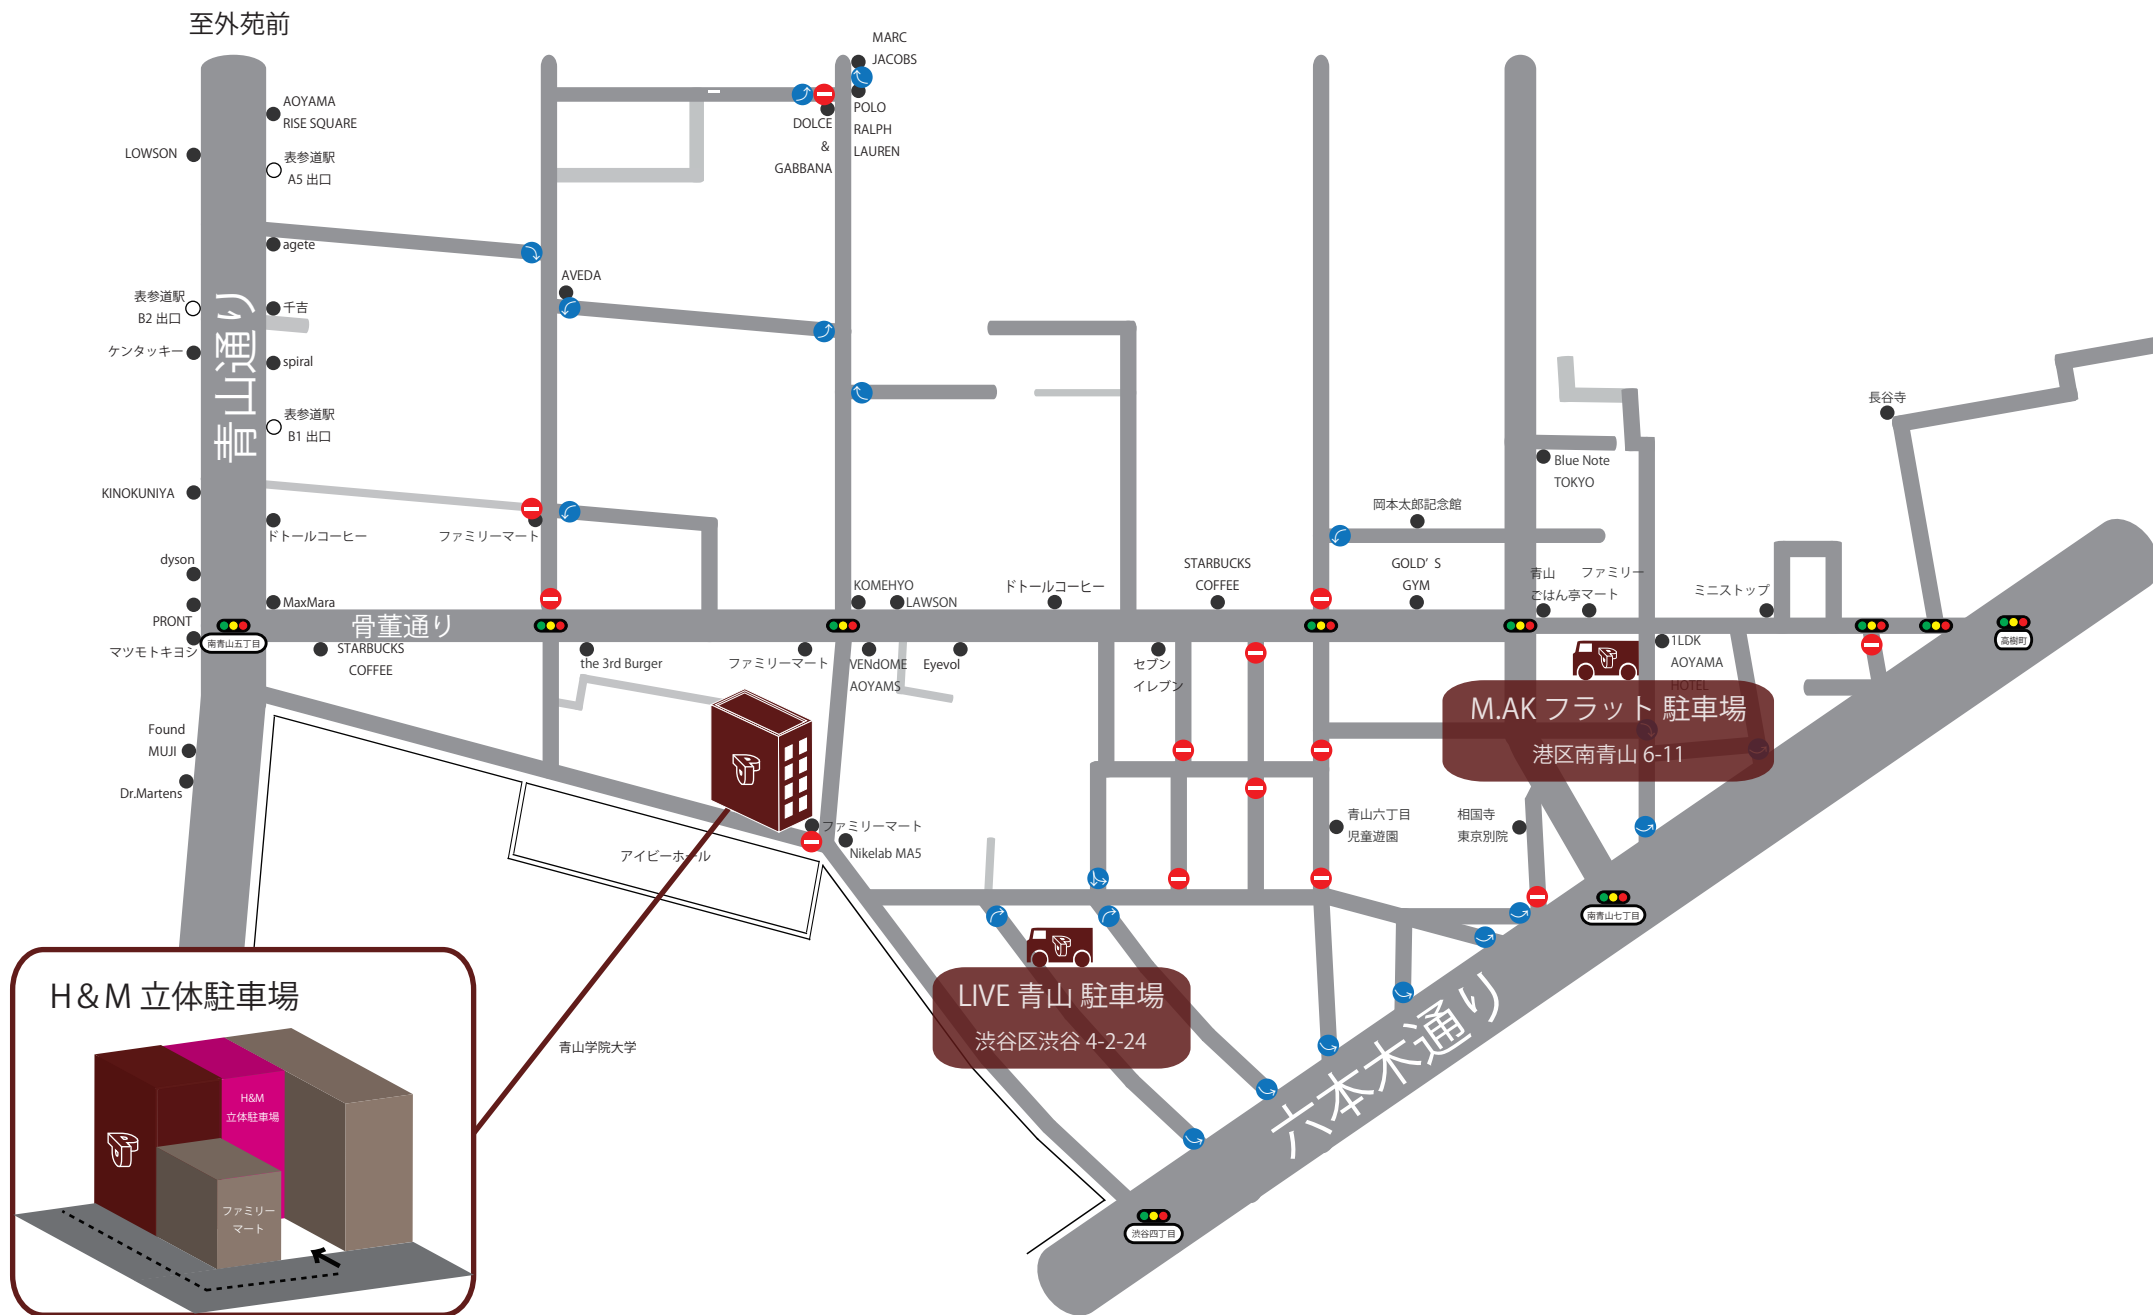 至外苑前
MARC
JACOBS
AOYAMA
RISE SQUARE
POLO
RALPH
LAUREN
DOLCE
&
GABBANA
LOWSON
表参道駅
A5 出口
agete
AVEDA
表参道駅
B2 出口
千吉
青山通り
ケンタッキー
spiral
表参道駅
B1 出口
長谷寺
Blue Note
TOKYO
KINOKUNIYA
岡本太郎記念館
ドトールコーヒー
ファミリーマート
dyson
STARBUCKS
COFFEE
GOLD'S
GYM
青山
ごはん亭
ファミリー
マート
ミニストップ
KOMEHYO
LAWSON
ドトールコーヒー
MaxMara
PRONT
骨董通り
南青山五丁目
高樹町
マツモトキヨシ
STARBUCKS
COFFEE
the 3rd Burger
ファミリーマート
VENdOME
AOYAMS
Eyevol
セブン
イレブン
1LDK
AOYAMA
HOTEL
M.AK フラット 駐車場
港区南青山 6-11
Found
MUJI
Dr.Martens
ファミリーマート
Nikelab MA5
アイビーホール
青山六丁目
児童遊園
相国寺
東京別院
南青山七丁目
LIVE 青山 駐車場
渋谷区渋谷 4-2-24
六本木通り
青山学院大学
H&M 立体駐車場
H&M
立体駐車場
ファミリー
マート
渋谷四丁目